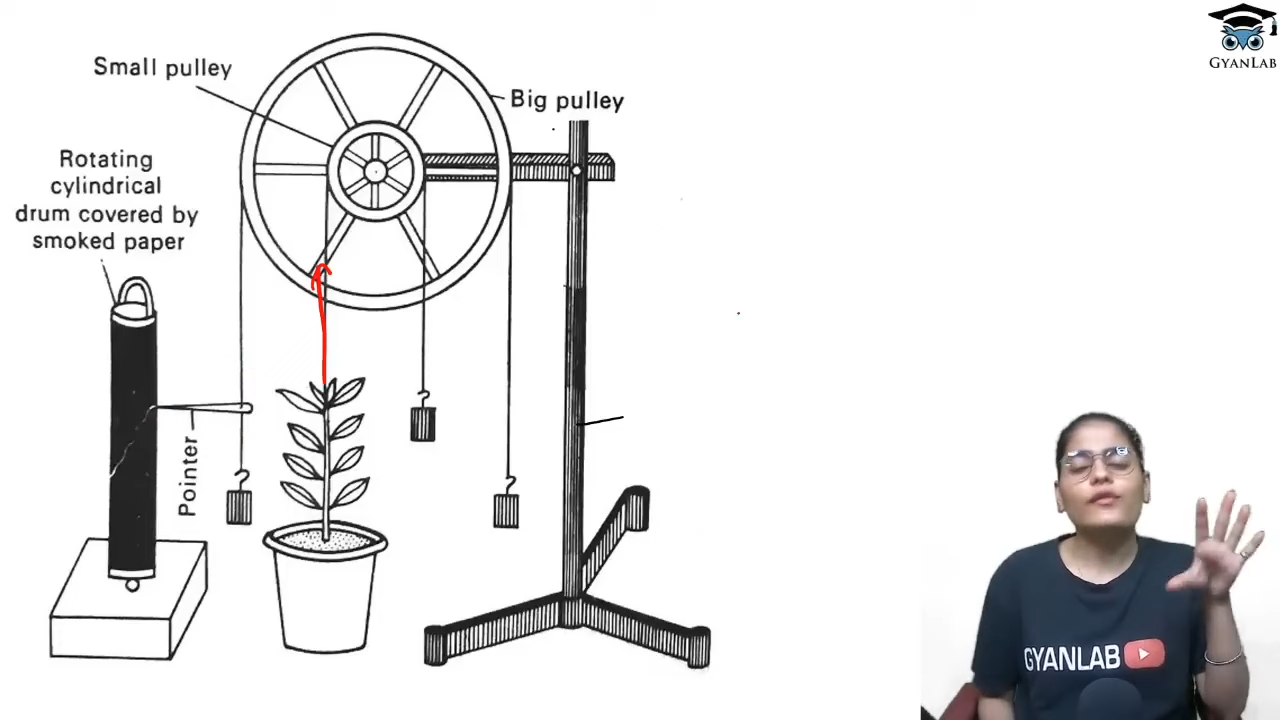 GYANLAB
Small pulley
Big pulley
Rotating
cylindrical
drum covered by
smoked paper
Pointer
GYANLAB